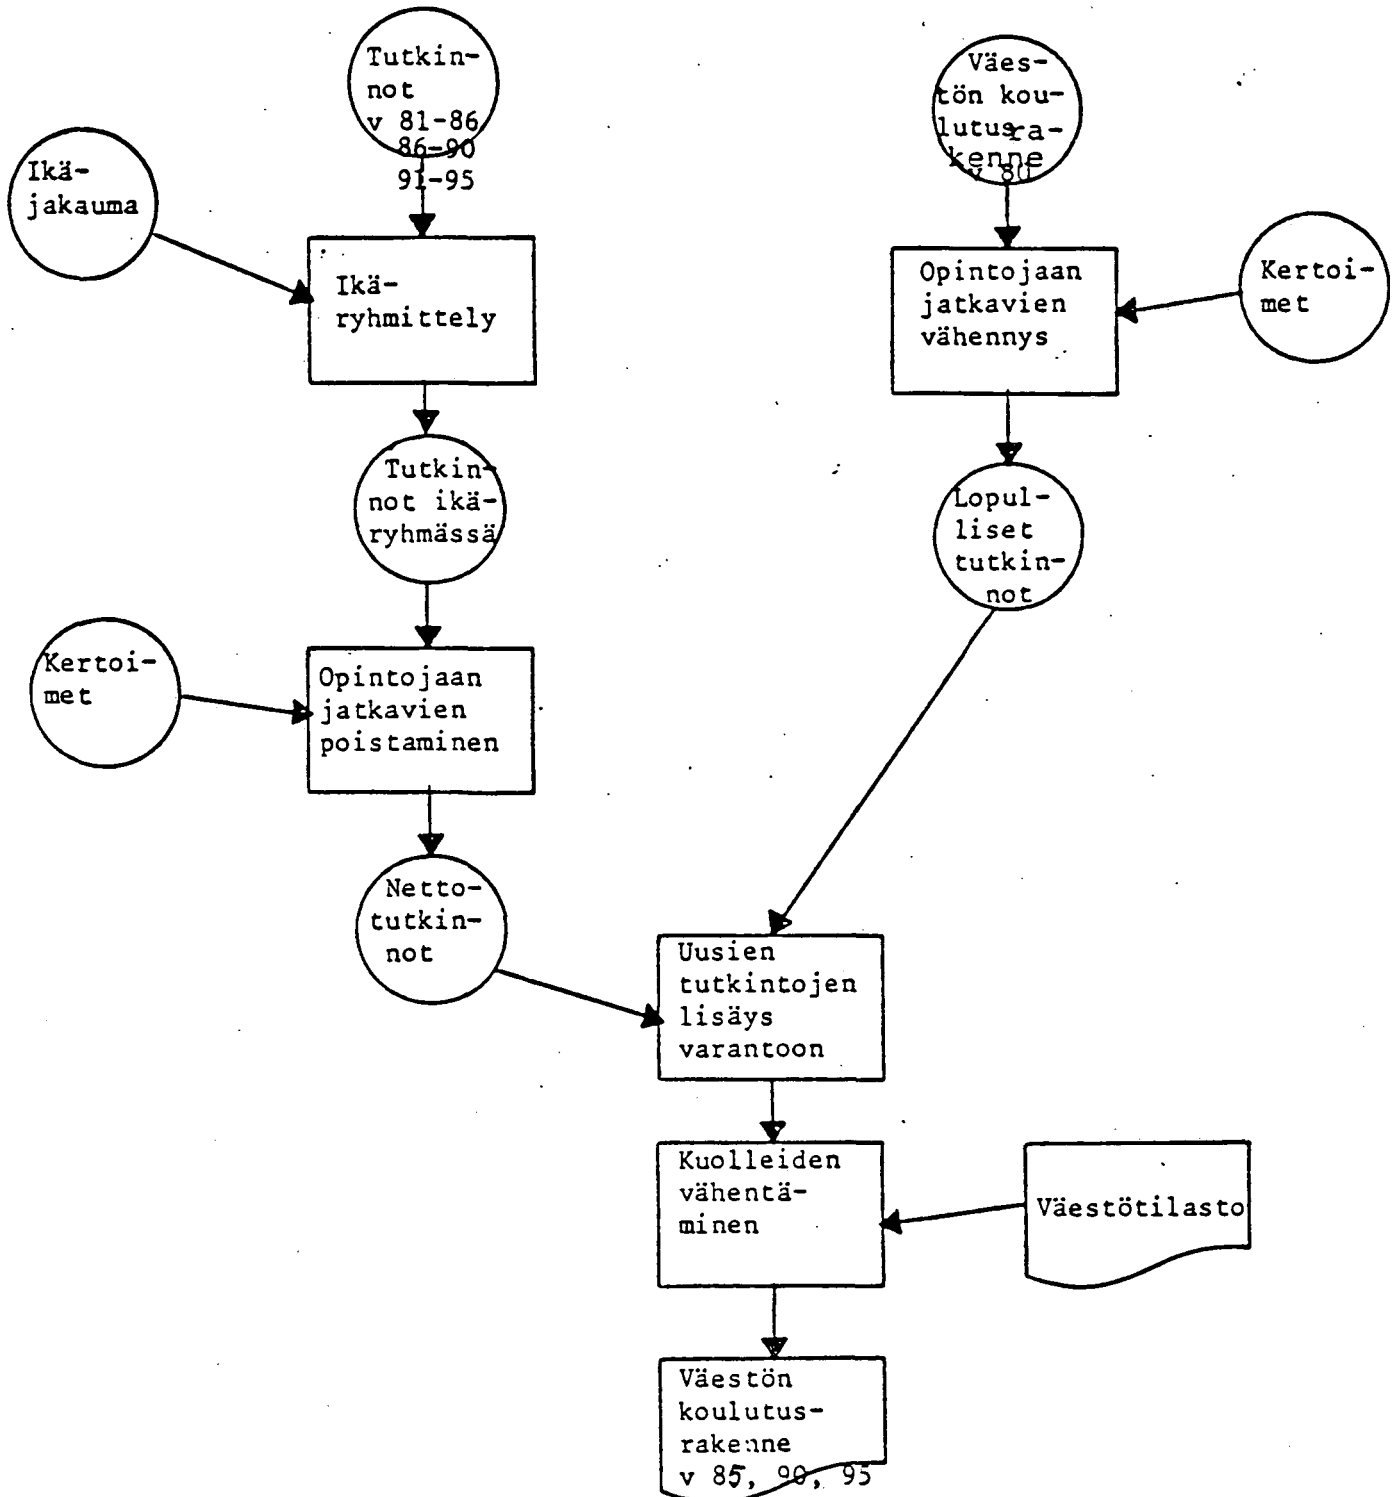 Tutkin-
not
v 81-86
86-90
91-95
Väes-
tön kou-
lutusra-
kenne
v 80
Ikä-
jakauma
Ikä-
ryhmittely
Opintojaan
jatkavien
vähennys
Kertoi-
met
Tutkin-
not ikä-
ryhmässä
Lopul-
liset
tutkin-
not
Kertoi-
met
Opintojaan
jatkavien
poistaminen
Netto-
tutkin-
not
Uusien
tutkintojen
lisäys
varantoon
Kuolleiden
vähentä-
minen
Väestötilasto
Väestön
koulutus-
rakenne
v 85, 90, 95